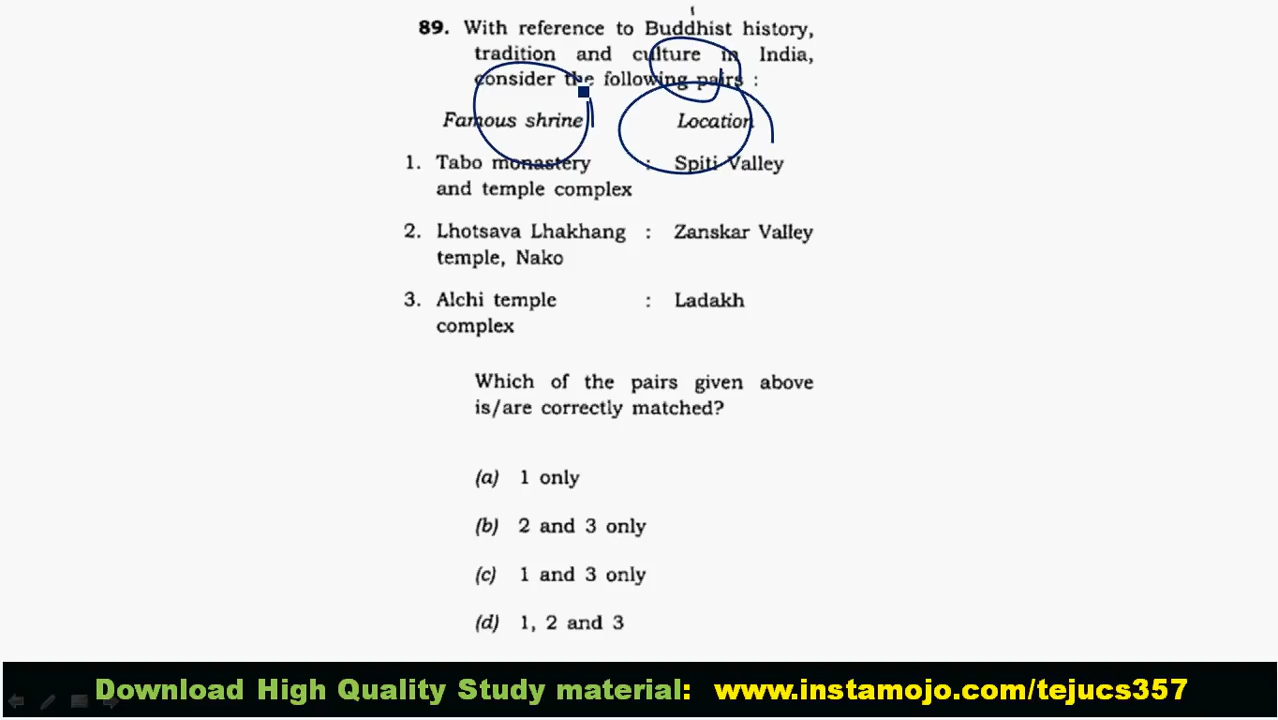 89. With reference to Buddhist history,
tradition and culture in India,
consider the following pairs :
Famous shrine Location
1. Tabo monastery : Spiti Valley
and temple complex
2. Lhotsava Lhakhang : Zanskar Valley
temple, Nako
3. Alchi temple : Ladakh
complex
Which of the pairs given above
is/are correctly matched?
(a) 1 only
(b) 2 and 3 only
(c) 1 and 3 only
(d) 1, 2 and 3
Download High Quality Study material: www.instamojo.com/tejucs357